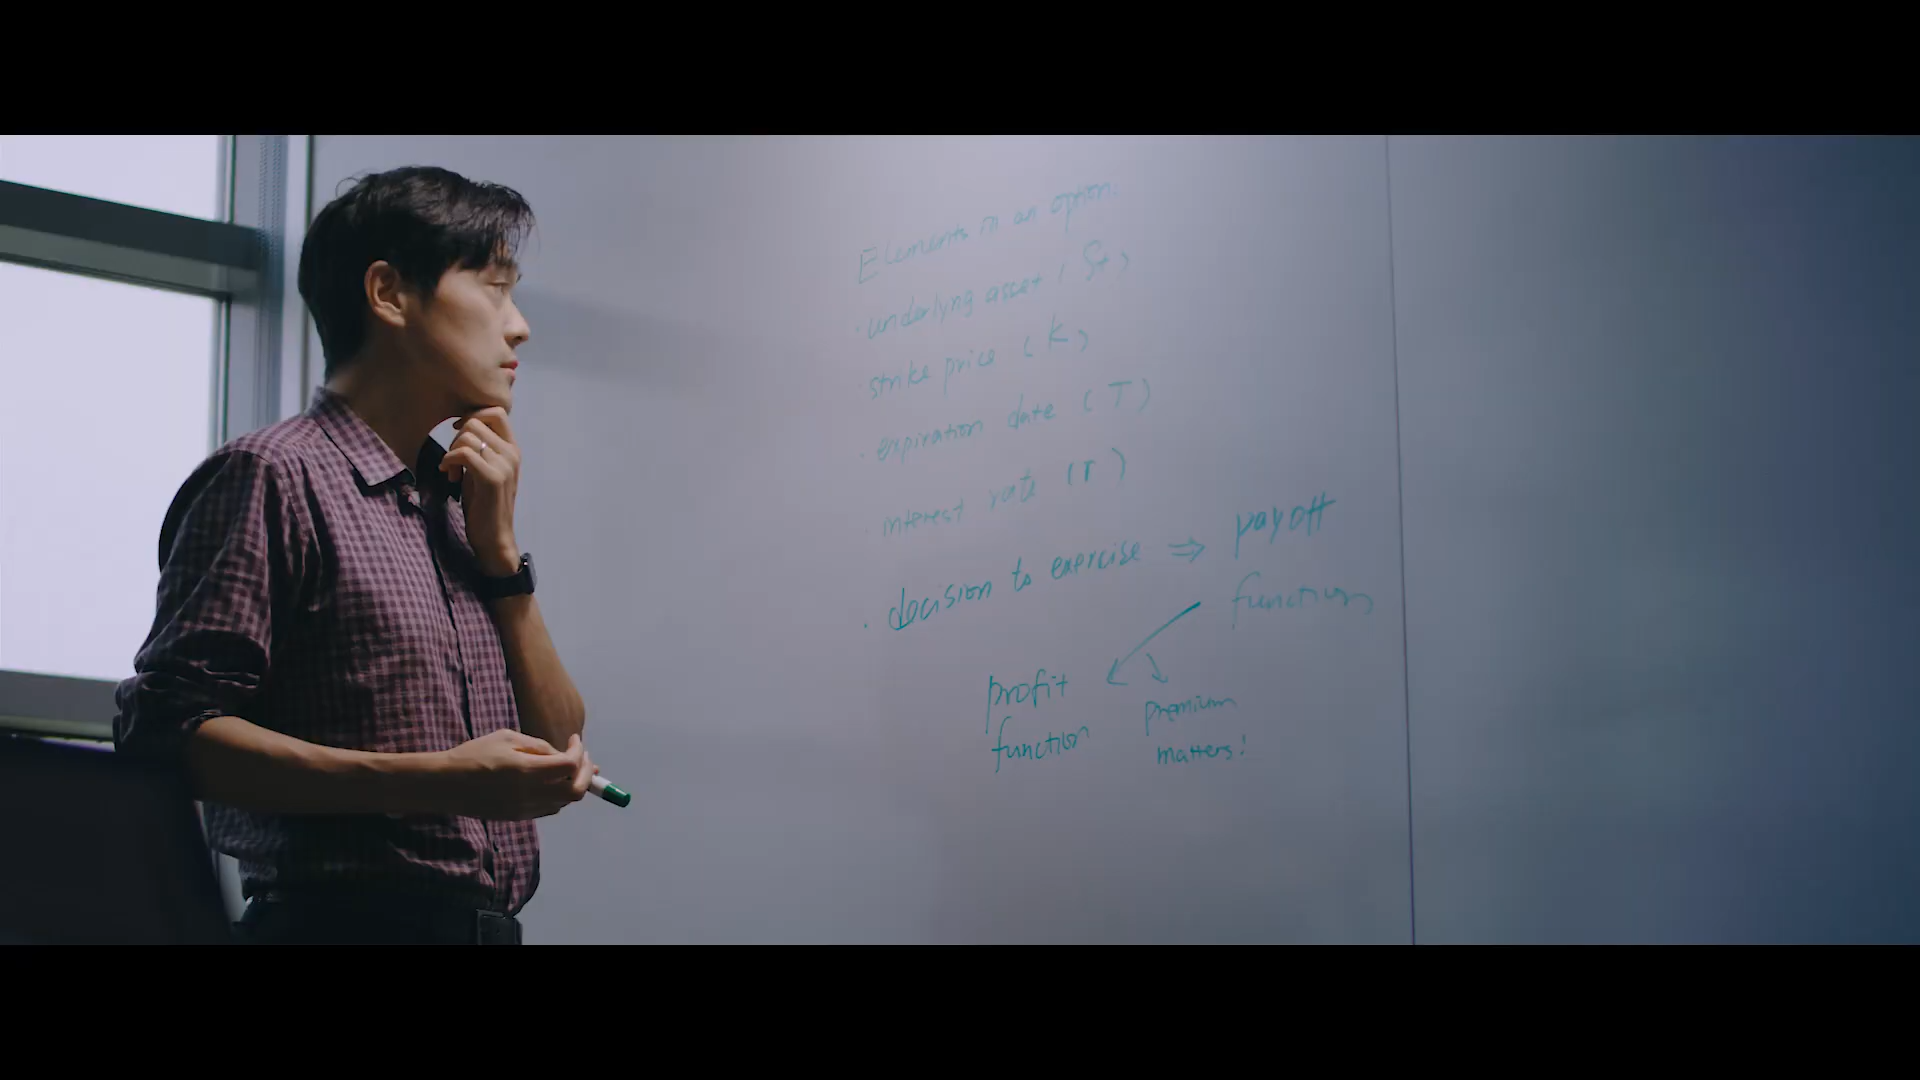 Elements in an option:
· underlying asset (St)
· strike price (K)
· expiration date (T)
· interest rate (r)
· decision to exercise ⇒ payoff
function
profit
function
premium
matters!